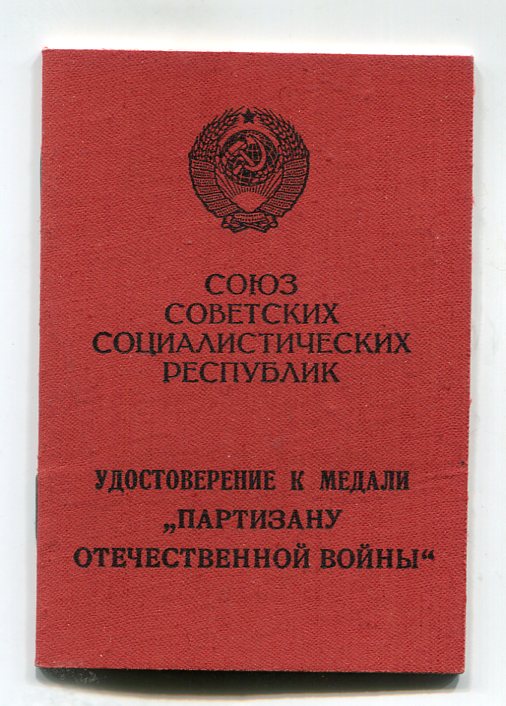 СОЮЗ
СОВЕТСКИХ
СОЦИАЛИСТИЧЕСКИХ
РЕСПУБЛИК
УДОСТОВЕРЕНИЕ К МЕДАЛИ
„ПАРТИЗАНУ
ОТЕЧЕСТВЕННОЙ ВОЙНЫ“